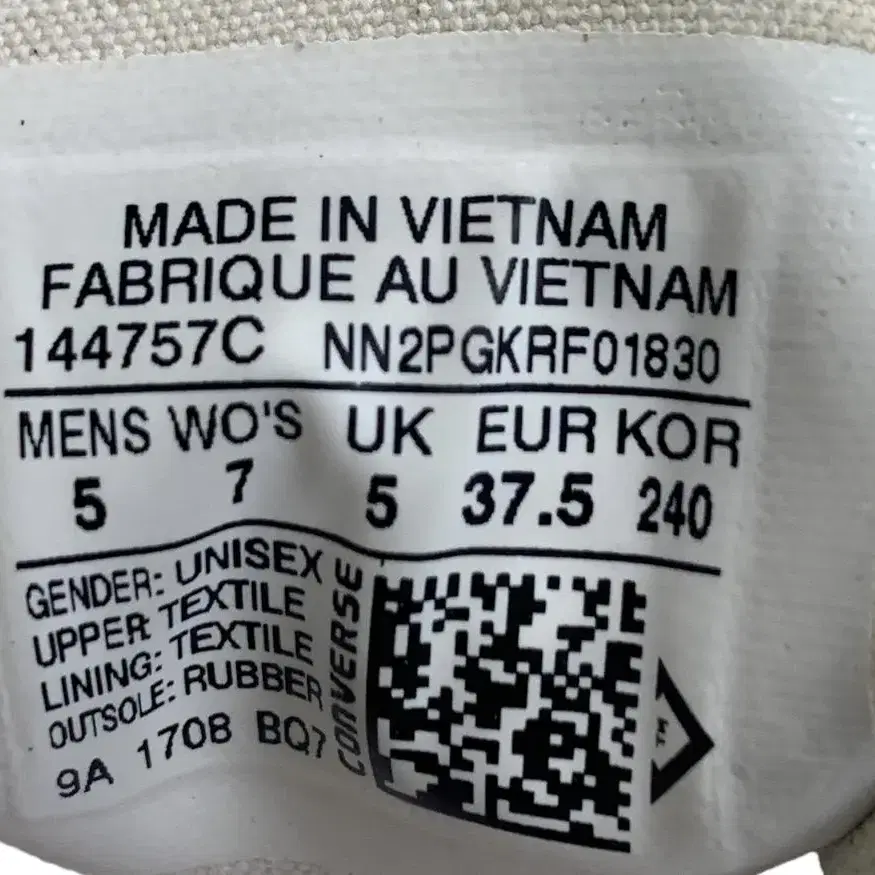 MADE IN VIETNAM
FABRIQUE AU VIETNAM
144757C NN2PGKRF01830
MENS WO'S UK EUR KOR
5 7 5 37.5 240
GENDER: UNISEX
UPPER: TEXTILE
LINING: TEXTILE
OUTSOLE: RUBBER
9A 1708 BQ7
CONVERSE